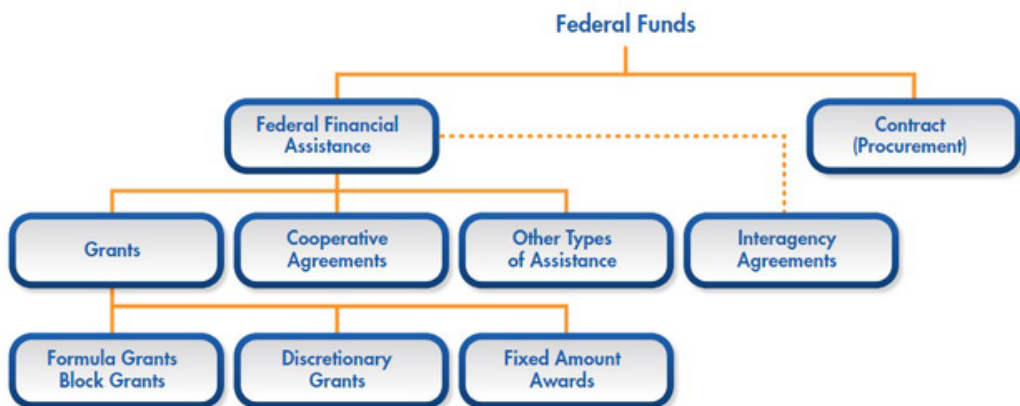 Federal Funds
Federal Financial
Assistance
Contract
(Procurement)
Grants
Cooperative
Agreements
Other Types
of Assistance
Interagency
Agreements
Formula Grants
Block Grants
Discretionary
Grants
Fixed Amount
Awards